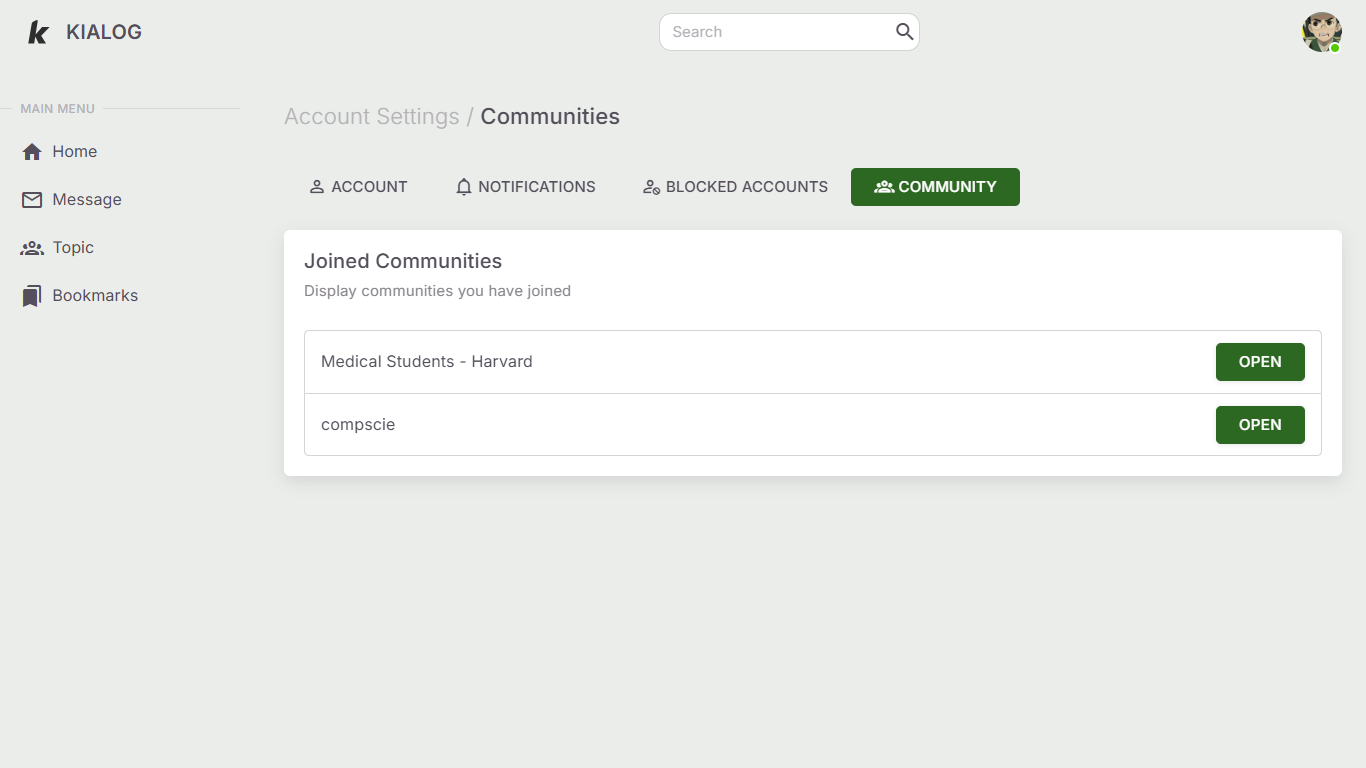 KIALOG
Search
MAIN MENU
Home
Message
Topic
Bookmarks
Account Settings / Communities
ACCOUNT
NOTIFICATIONS
BLOCKED ACCOUNTS
COMMUNITY
Joined Communities
Display communities you have joined
Medical Students - Harvard
OPEN
compscie
OPEN